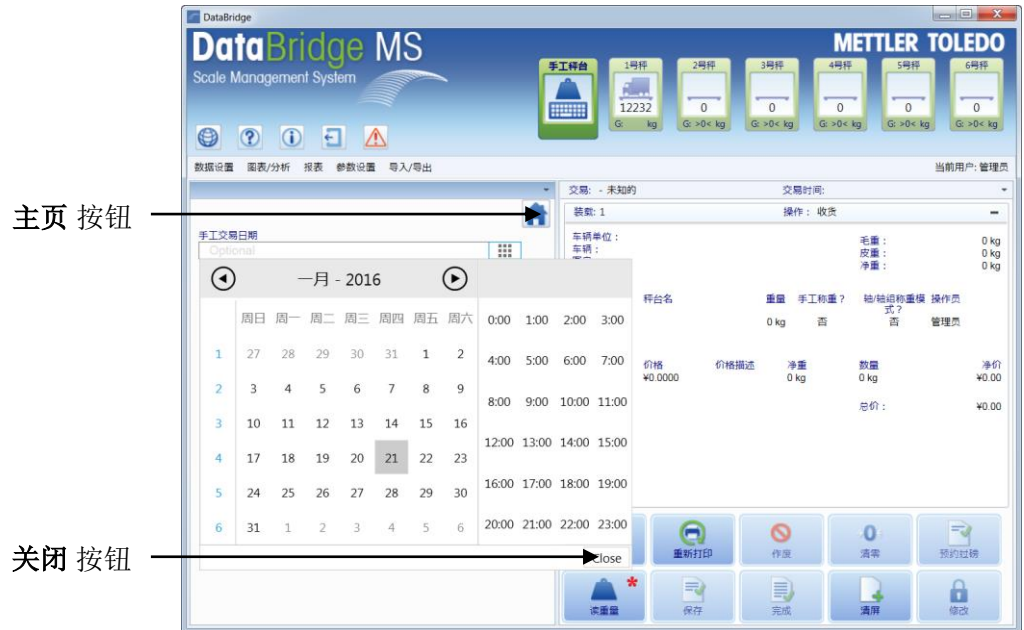 DataBridge
DataBridge MS
METTLER TOLEDO
Scale Management System
手工秤台
1号秤
2号秤
3号秤
4号秤
5号秤
6号秤
12232
0
0
0
0
0
G: kg
G: >0< kg
G: >0< kg
G: >0< kg
G: >0< kg
G: >0< kg
数据设置 图表/分析 报表 参数设置 导入/导出
当前用户: 管理员
主页 按钮
手工交易日期
Optional
一月 - 2016
周日 周一 周二 周三 周四 周五 周六
1 27 28 29 30 31 1 2
2 3 4 5 6 7 8 9
3 10 11 12 13 14 15 16
4 17 18 19 20 21 22 23
5 24 25 26 27 28 29 30
6 31 1 2 3 4 5 6
0:00 1:00 2:00 3:00
4:00 5:00 6:00 7:00
8:00 9:00 10:00 11:00
12:00 13:00 14:00 15:00
16:00 17:00 18:00 19:00
20:00 21:00 22:00 23:00
关闭 按钮
Close
交易: - 未知的 交易时间:
装载: 1 操作： 收货
车辆单位：
车辆：
毛重： 0 kg
皮重： 0 kg
净重： 0 kg
秤台名 重量 手工称重？ 轴/轴组称重模式？ 操作员
0 kg 否 否 管理员
价格 价格描述 净重 数量 净价
¥0.0000 0 kg 0 kg ¥0.00
总价： ¥0.00
重新打印 作废 清零 预约过磅
读重量 * 保存 完成 清屏 修改